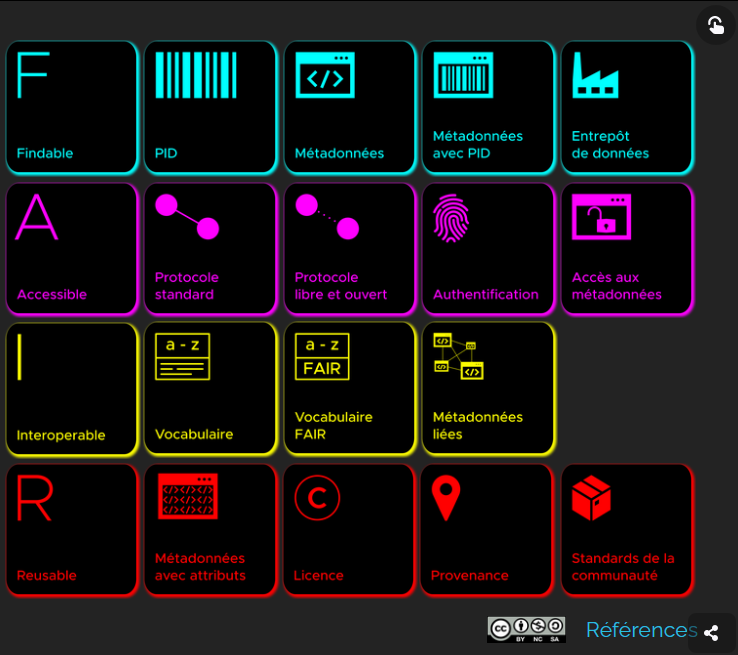 F
Findable
PID
</>
Métadonnées
Métadonnées
avec PID
Entrepôt
de données
A
Accessible
Protocole
standard
Protocole
libre et ouvert
Authentification
Accès aux
métadonnées
I
Interoperable
a - z
Vocabulaire
a - z
FAIR
Vocabulaire
FAIR
</>
</>
</>
</>
Métadonnées
liées
R
Reusable
</></></>
</></></>
</></></>
Métadonnées
avec attributs
C
Licence
Provenance
Standards de la
communauté
cc
BY NC SA
Références